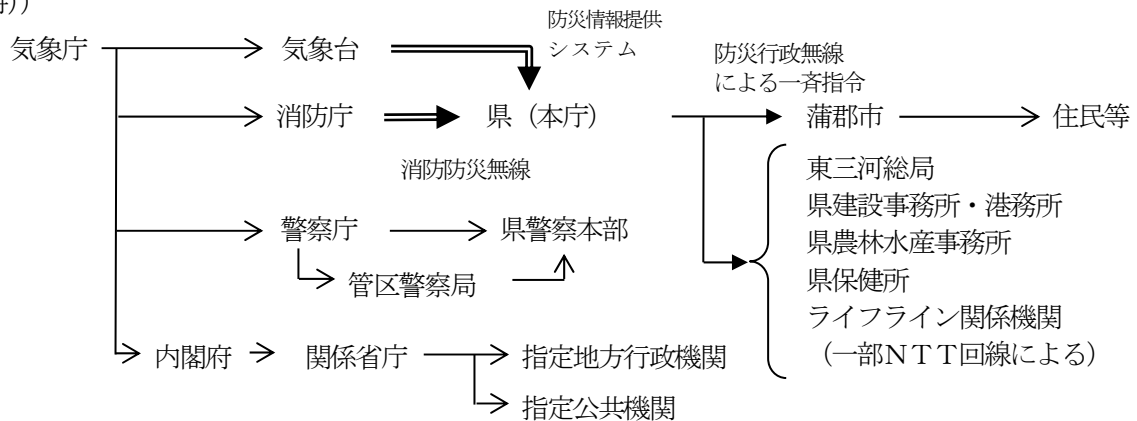 防災情報提供
気象庁 気象台 システム
防災行政無線
による一斉指令
消防庁 県（本庁） 蒲郡市 住民等
消防防災無線
東三河総局
県建設事務所・港務所
警察庁 県警察本部
県農林水産事務所
管区警察局
県保健所
ライフライン関係機関
内閣府 関係省庁 指定地方行政機関
（一部ＮＴＴ回線による）
指定公共機関